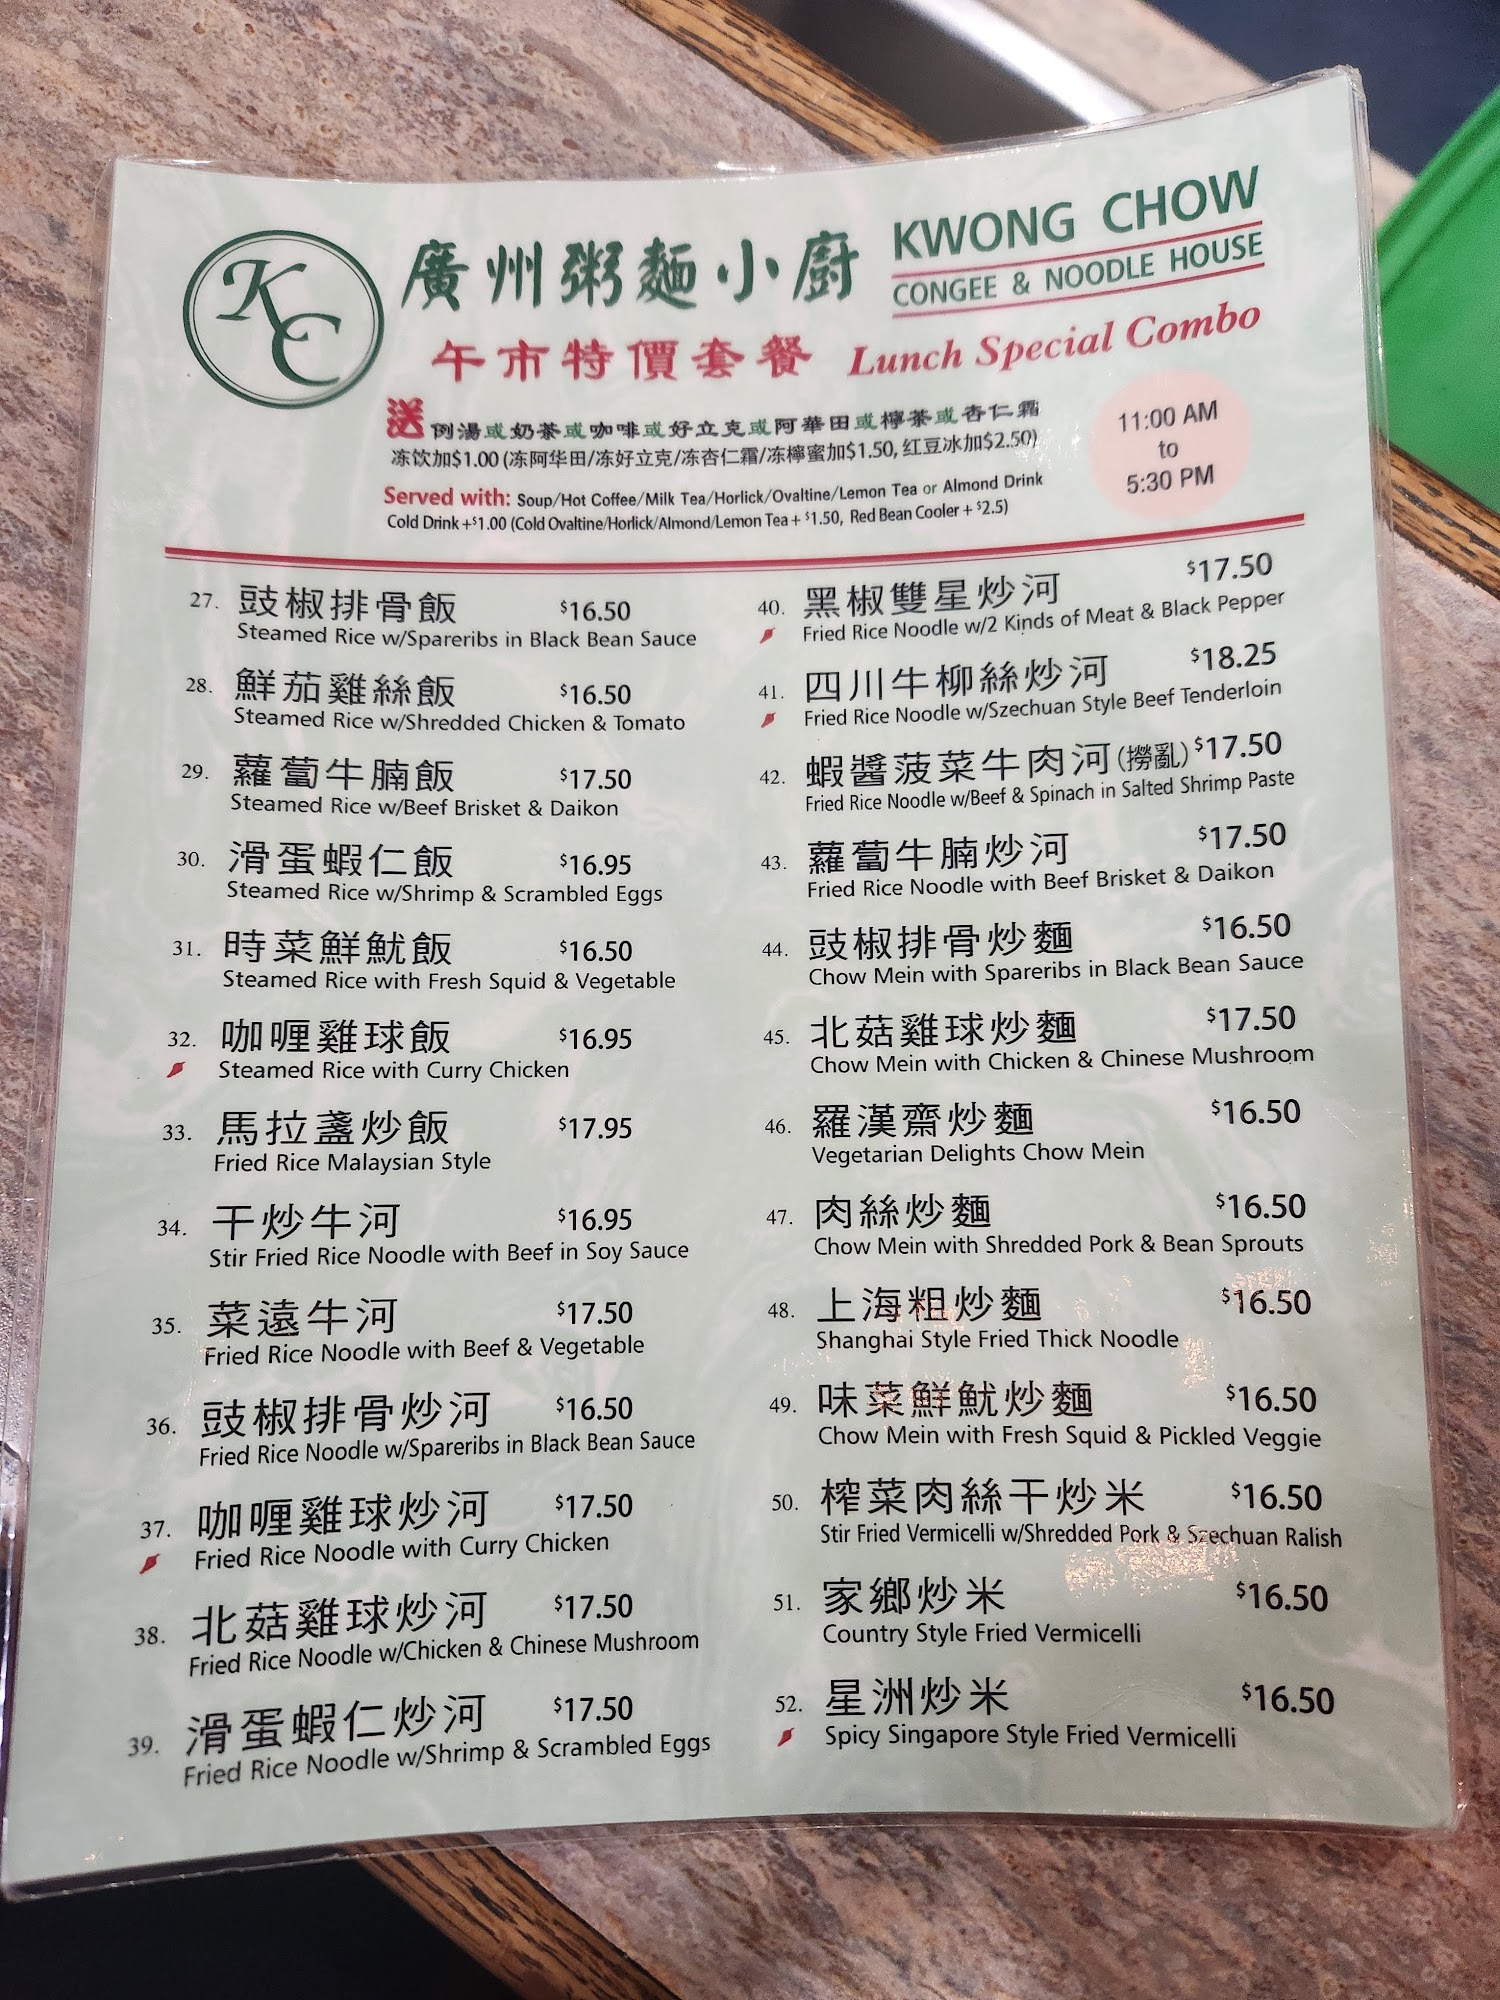 KC
廣州粥麵小廚
KWONG CHOW
CONGEE & NOODLE HOUSE
午市特價套餐 Lunch Special Combo
送例湯或奶茶或咖啡或好立克或阿華田或檸茶或杏仁霜
冻饮加$1.00 (冻阿华田/冻好立克/冻杏仁霜/冻檸蜜加$1.50, 红豆冰加$2.50)
Served with: Soup/Hot Coffee/Milk Tea/Horlick/Ovaltine/Lemon Tea or Almond Drink
Cold Drink +$1.00 (Cold Ovaltine/Horlick/Almond/Lemon Tea + $1.50, Red Bean Cooler + $2.5)
11:00 AM
to
5:30 PM
27. 豉椒排骨飯 $16.50
Steamed Rice w/Spareribs in Black Bean Sauce
28. 鮮茄雞絲飯 $16.50
Steamed Rice w/Shredded Chicken & Tomato
29. 蘿蔔牛腩飯 $17.50
Steamed Rice w/Beef Brisket & Daikon
30. 滑蛋蝦仁飯 $16.95
Steamed Rice w/Shrimp & Scrambled Eggs
31. 時菜鮮魷飯 $16.50
Steamed Rice with Fresh Squid & Vegetable
32. 咖喱雞球飯 $16.95
Steamed Rice with Curry Chicken
33. 馬拉盞炒飯 $17.95
Fried Rice Malaysian Style
34. 干炒牛河 $16.95
Stir Fried Rice Noodle with Beef in Soy Sauce
35. 菜遠牛河 $17.50
Fried Rice Noodle with Beef & Vegetable
36. 豉椒排骨炒河 $16.50
Fried Rice Noodle w/Spareribs in Black Bean Sauce
37. 咖喱雞球炒河 $17.50
Fried Rice Noodle with Curry Chicken
38. 北菇雞球炒河 $17.50
Fried Rice Noodle w/Chicken & Chinese Mushroom
39. 滑蛋蝦仁炒河 $17.50
Fried Rice Noodle w/Shrimp & Scrambled Eggs
40. 黑椒雙星炒河 $17.50
Fried Rice Noodle w/2 Kinds of Meat & Black Pepper
41. 四川牛柳絲炒河 $18.25
Fried Rice Noodle w/Szechuan Style Beef Tenderloin
42. 蝦醬菠菜牛肉河(撈亂) $17.50
Fried Rice Noodle w/Beef & Spinach in Salted Shrimp Paste
43. 蘿蔔牛腩炒河 $17.50
Fried Rice Noodle with Beef Brisket & Daikon
44. 豉椒排骨炒麵 $16.50
Chow Mein with Spareribs in Black Bean Sauce
45. 北菇雞球炒麵 $17.50
Chow Mein with Chicken & Chinese Mushroom
46. 羅漢齋炒麵 $16.50
Vegetarian Delights Chow Mein
47. 肉絲炒麵 $16.50
Chow Mein with Shredded Pork & Bean Sprouts
48. 上海粗炒麵 $16.50
Shanghai Style Fried Thick Noodle
49. 味菜鮮魷炒麵 $16.50
Chow Mein with Fresh Squid & Pickled Veggie
50. 榨菜肉絲干炒米 $16.50
Stir Fried Vermicelli w/Shredded Pork & Szechuan Ralish
51. 家鄉炒米 $16.50
Country Style Fried Vermicelli
52. 星洲炒米 $16.50
Spicy Singapore Style Fried Vermicelli